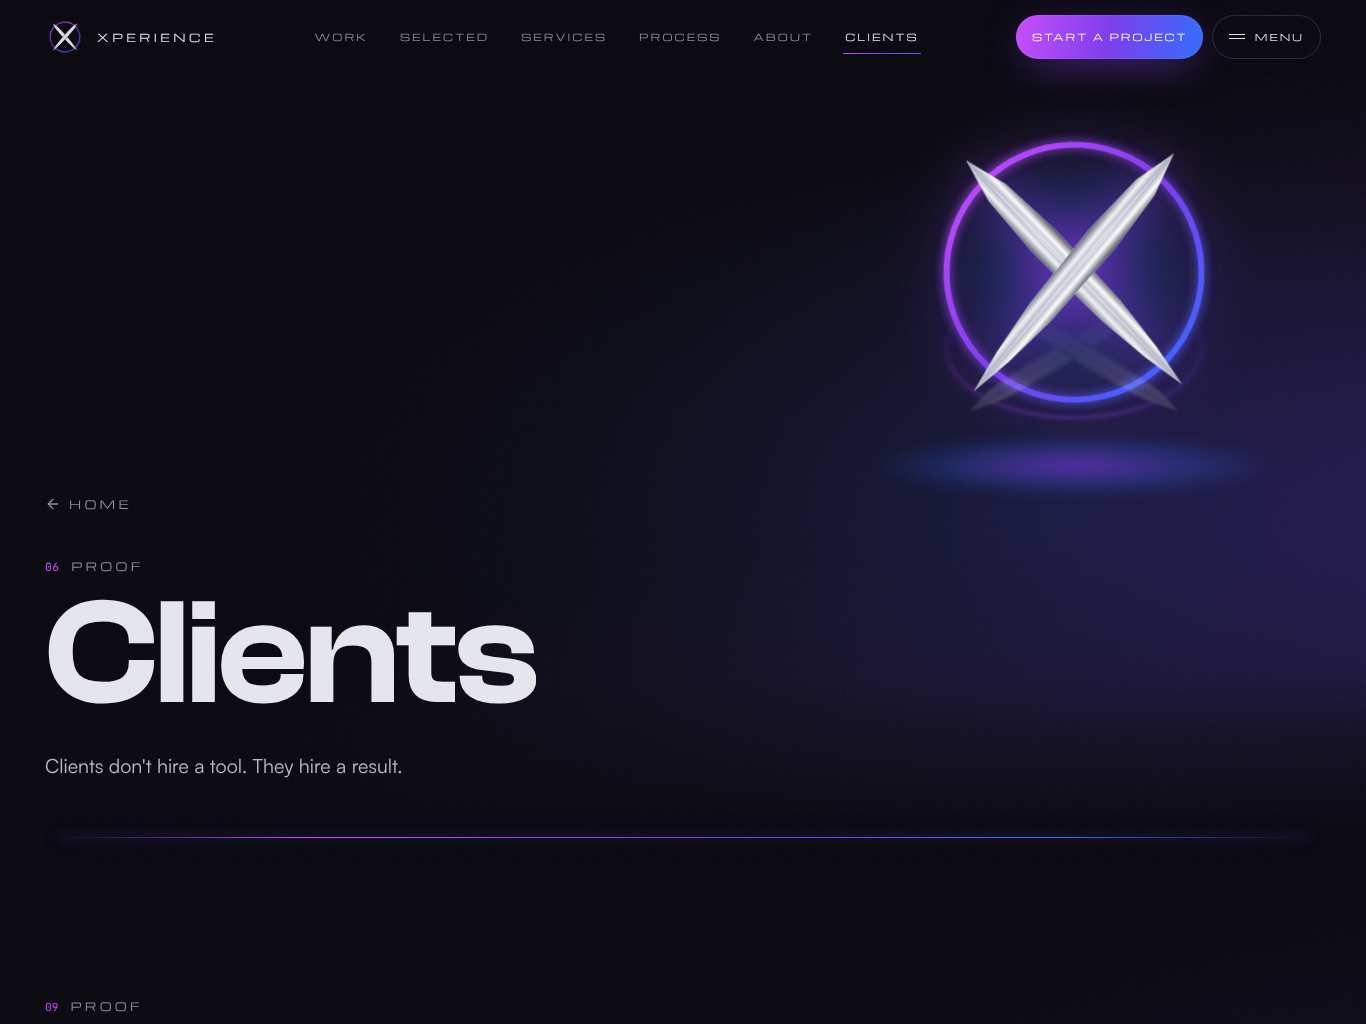 XPERIENCE
WORK
SELECTED
SERVICES
PROCESS
ABOUT
CLIENTS
START A PROJECT
MENU
← HOME
06 PROOF
Clients
Clients don't hire a tool. They hire a result.
09 PROOF